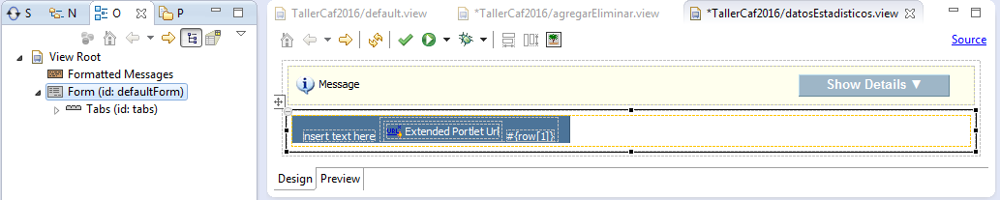 S
N
O
P
View Root
Formatted Messages
Form (id: defaultForm)
Tabs (id: tabs)
TallerCaf2016/default.view
*TallerCaf2016/agregarEliminar.view
*TallerCaf2016/datosEstadisticos.view
Source
Message
Show Details ▼
Insert text here
URL
Extended Portlet Url
#{row[1]}
Design
Preview